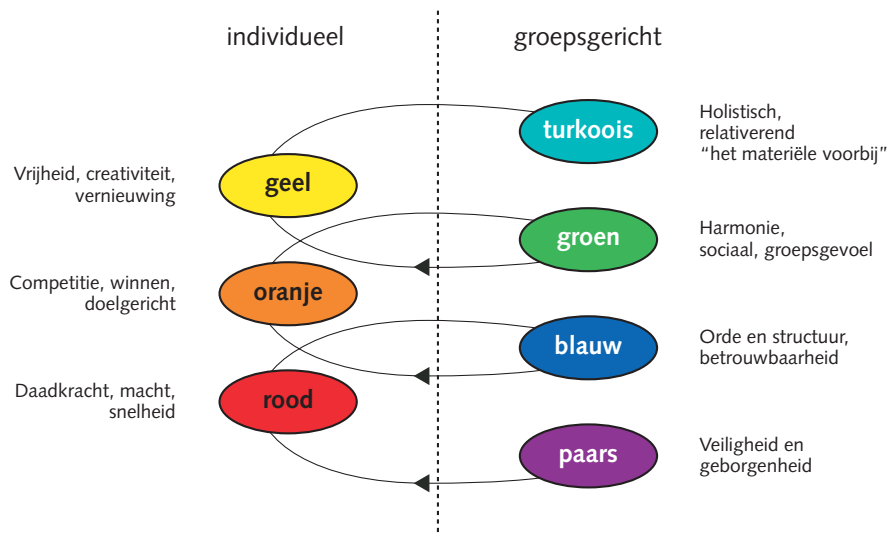 individueel
groepsgericht
turkoois
Holistisch,
relativerend
“het materiële voorbij”
Vrijheid, creativiteit,
vernieuwing
geel
groen
Harmonie,
sociaal, groepsgevoel
Competitie, winnen,
doelgericht
oranje
blauw
Orde en structuur,
betrouwbaarheid
Daadkracht, macht,
snelheid
rood
paars
Veiligheid en
geborgenheid